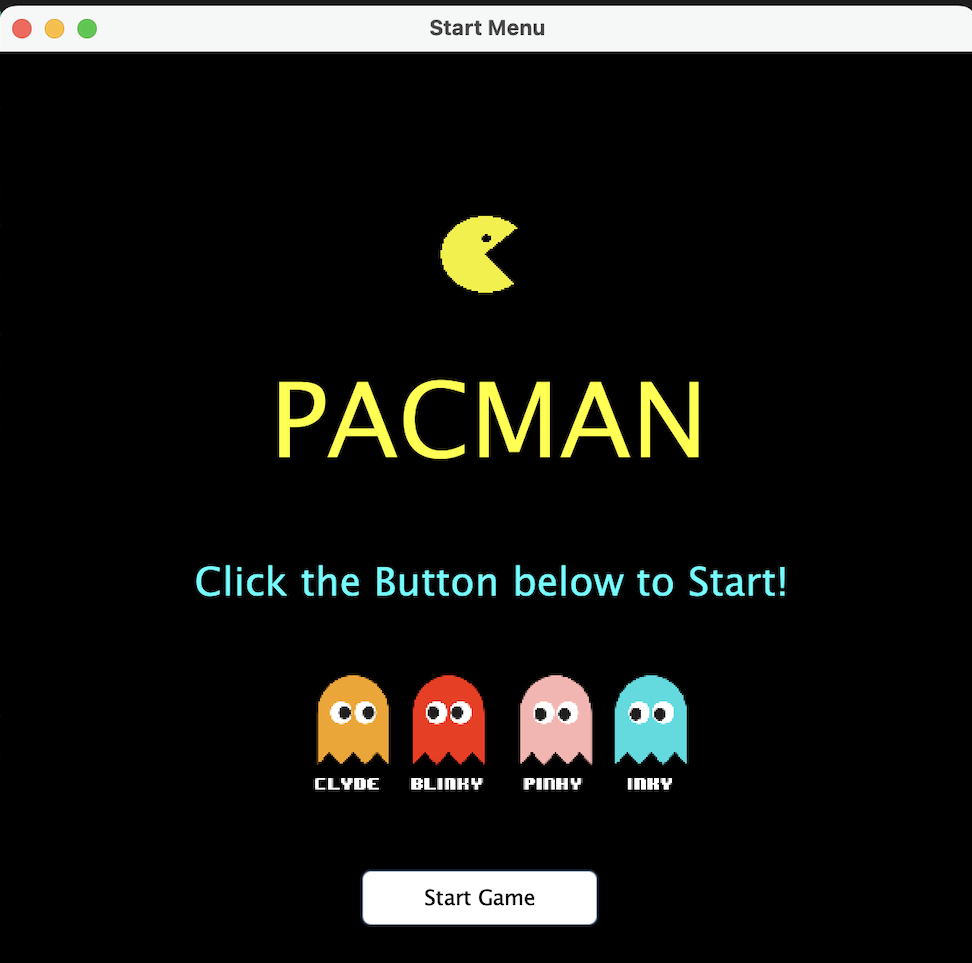 Start Menu
PACMAN
Click the Button below to Start!
CLYDE BLINKY PINKY INKY
Start Game